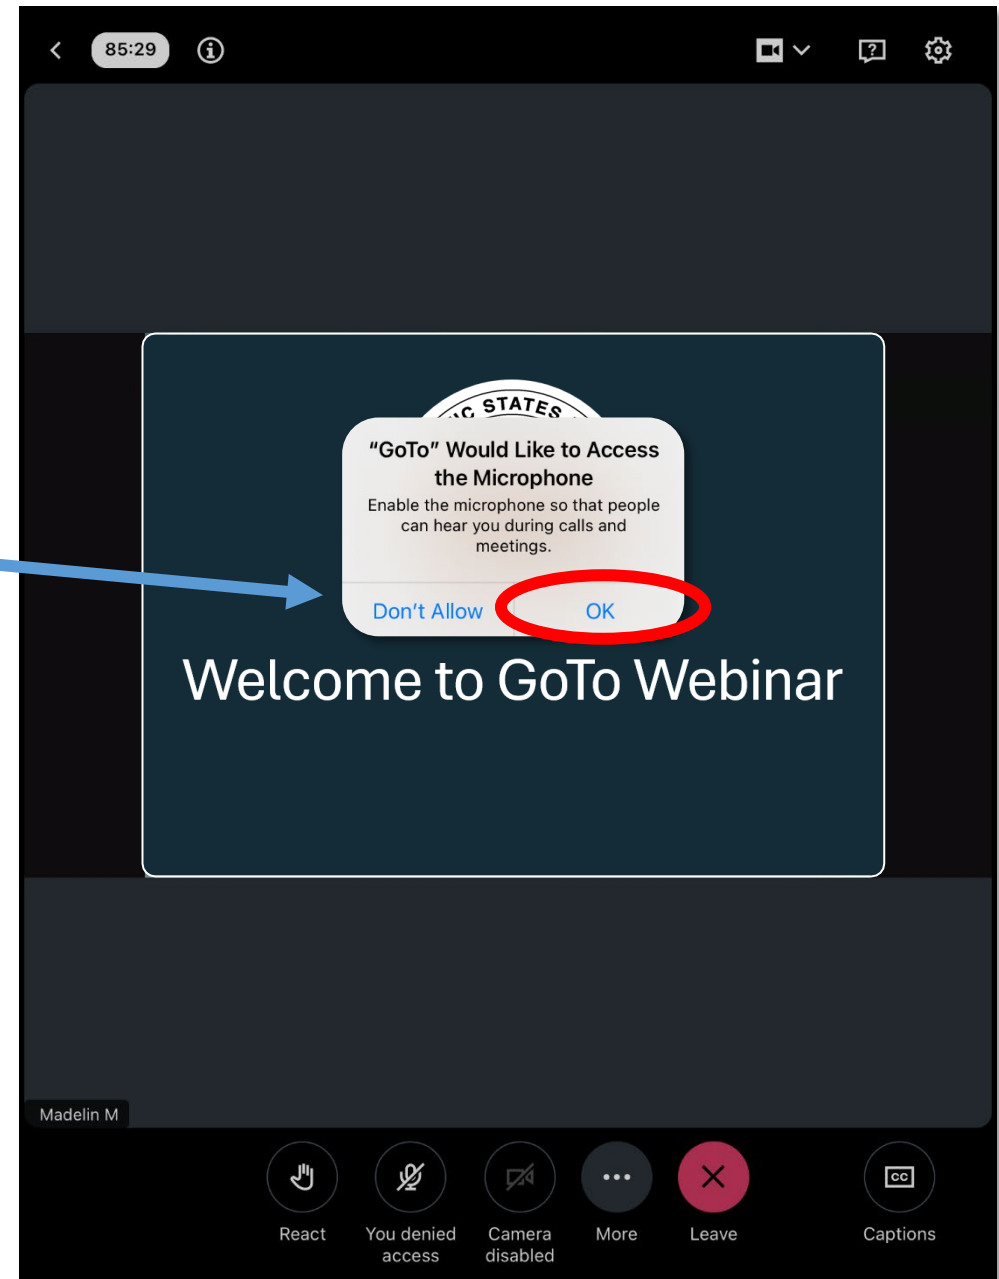 85:29
IC STATES
“GoTo” Would Like to Access
the Microphone
Enable the microphone so that people
can hear you during calls and
meetings.
Don't Allow
OK
Welcome to GoTo Webinar
Madelin M
React
You denied
access
Camera
disabled
More
Leave
CC
Captions